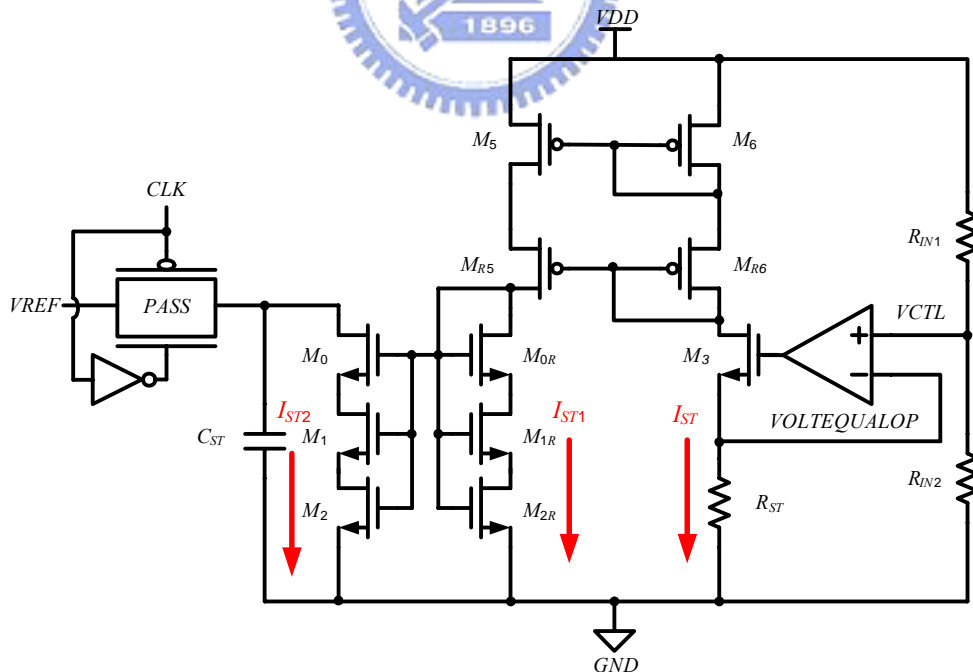 1896
VDD
M5
M6
CLK
RIN1
MR5
MR6
VREF
PASS
VCTL
M0
M0R
M3
+
−
IST2
IST1
IST
VOLTEQUALOP
CST
M1
M1R
RIN2
M2
M2R
RST
GND